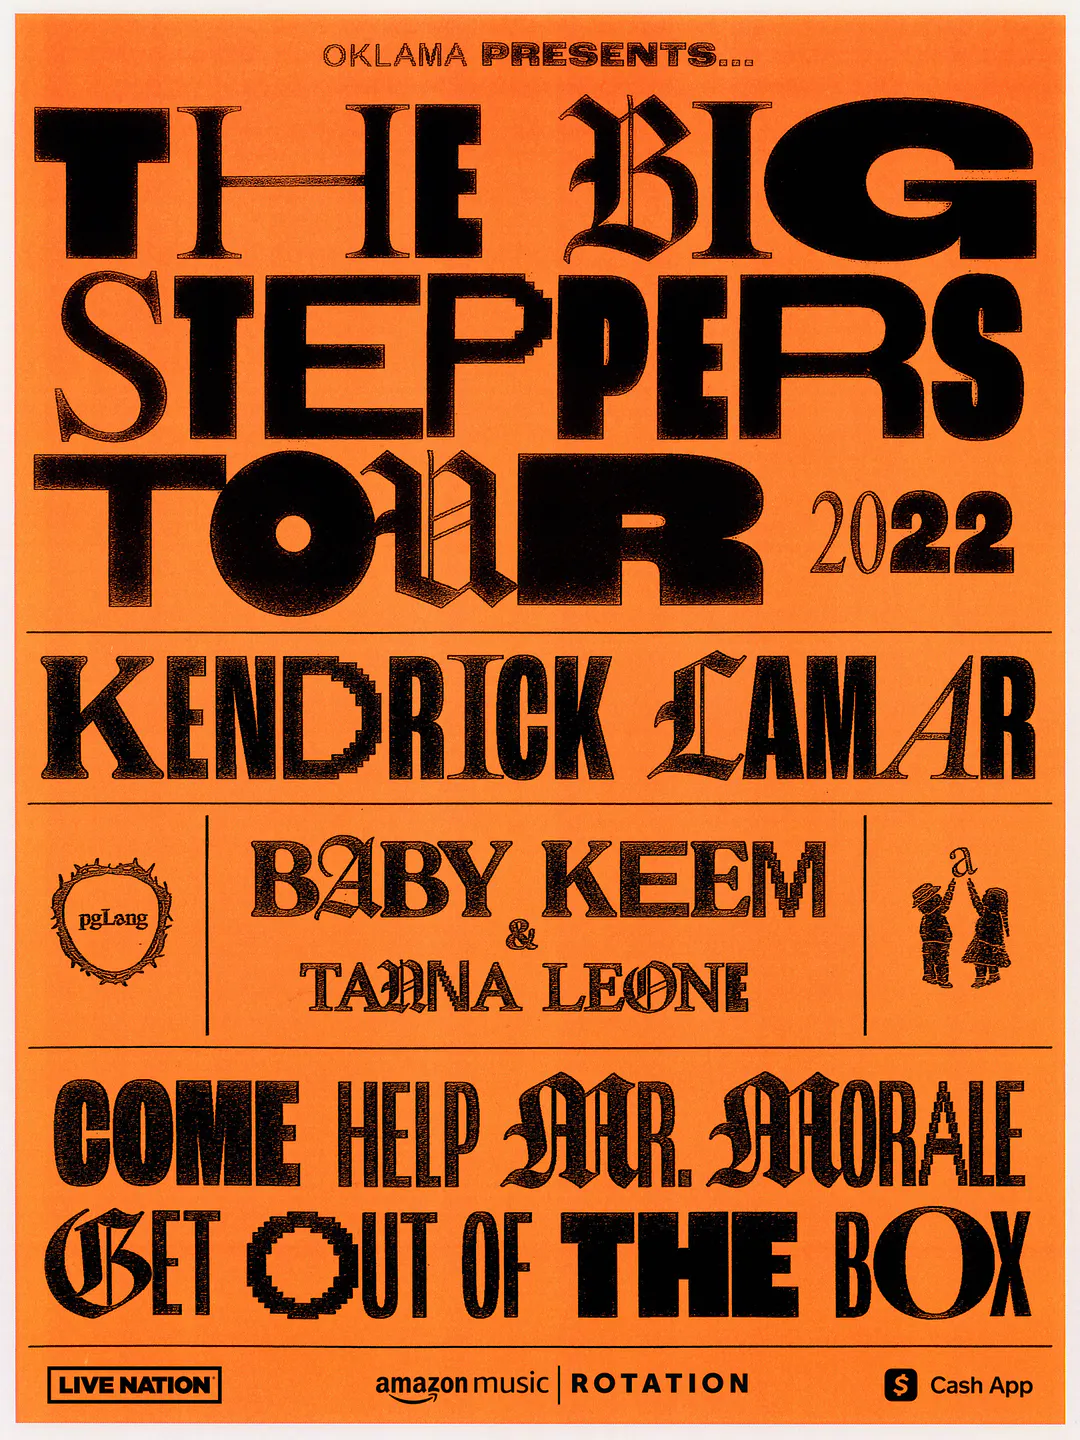 OKLAMA PRESENTS...
THE BIG
STEPPERS
TOUR 2022
KENDRICK LAMAR
pgLang
BABY KEEM
&
TANNA LEONE
a
COME HELP MR. MORALE
GET OUT OF THE BOX
LIVE NATION
amazon music | ROTATION
$ Cash App